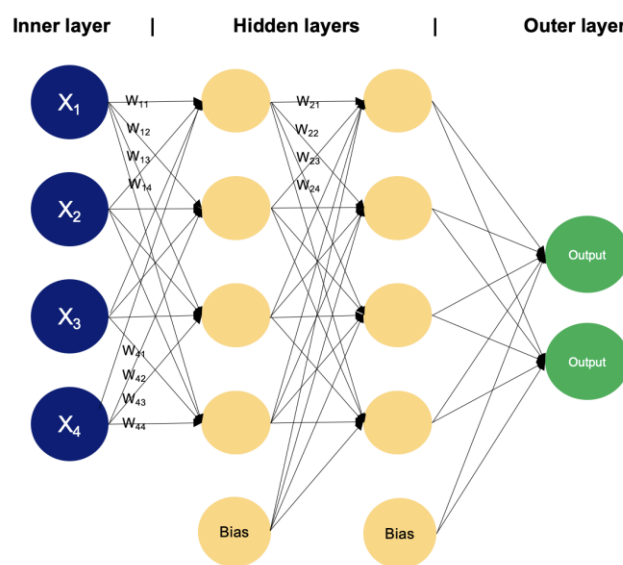 Inner layer | Hidden layers | Outer layer
X1
W11
W12
W13
W14
W21
W22
W23
W24
X2
X3
Output
Output
W41
W42
W43
W44
X4
Bias
Bias